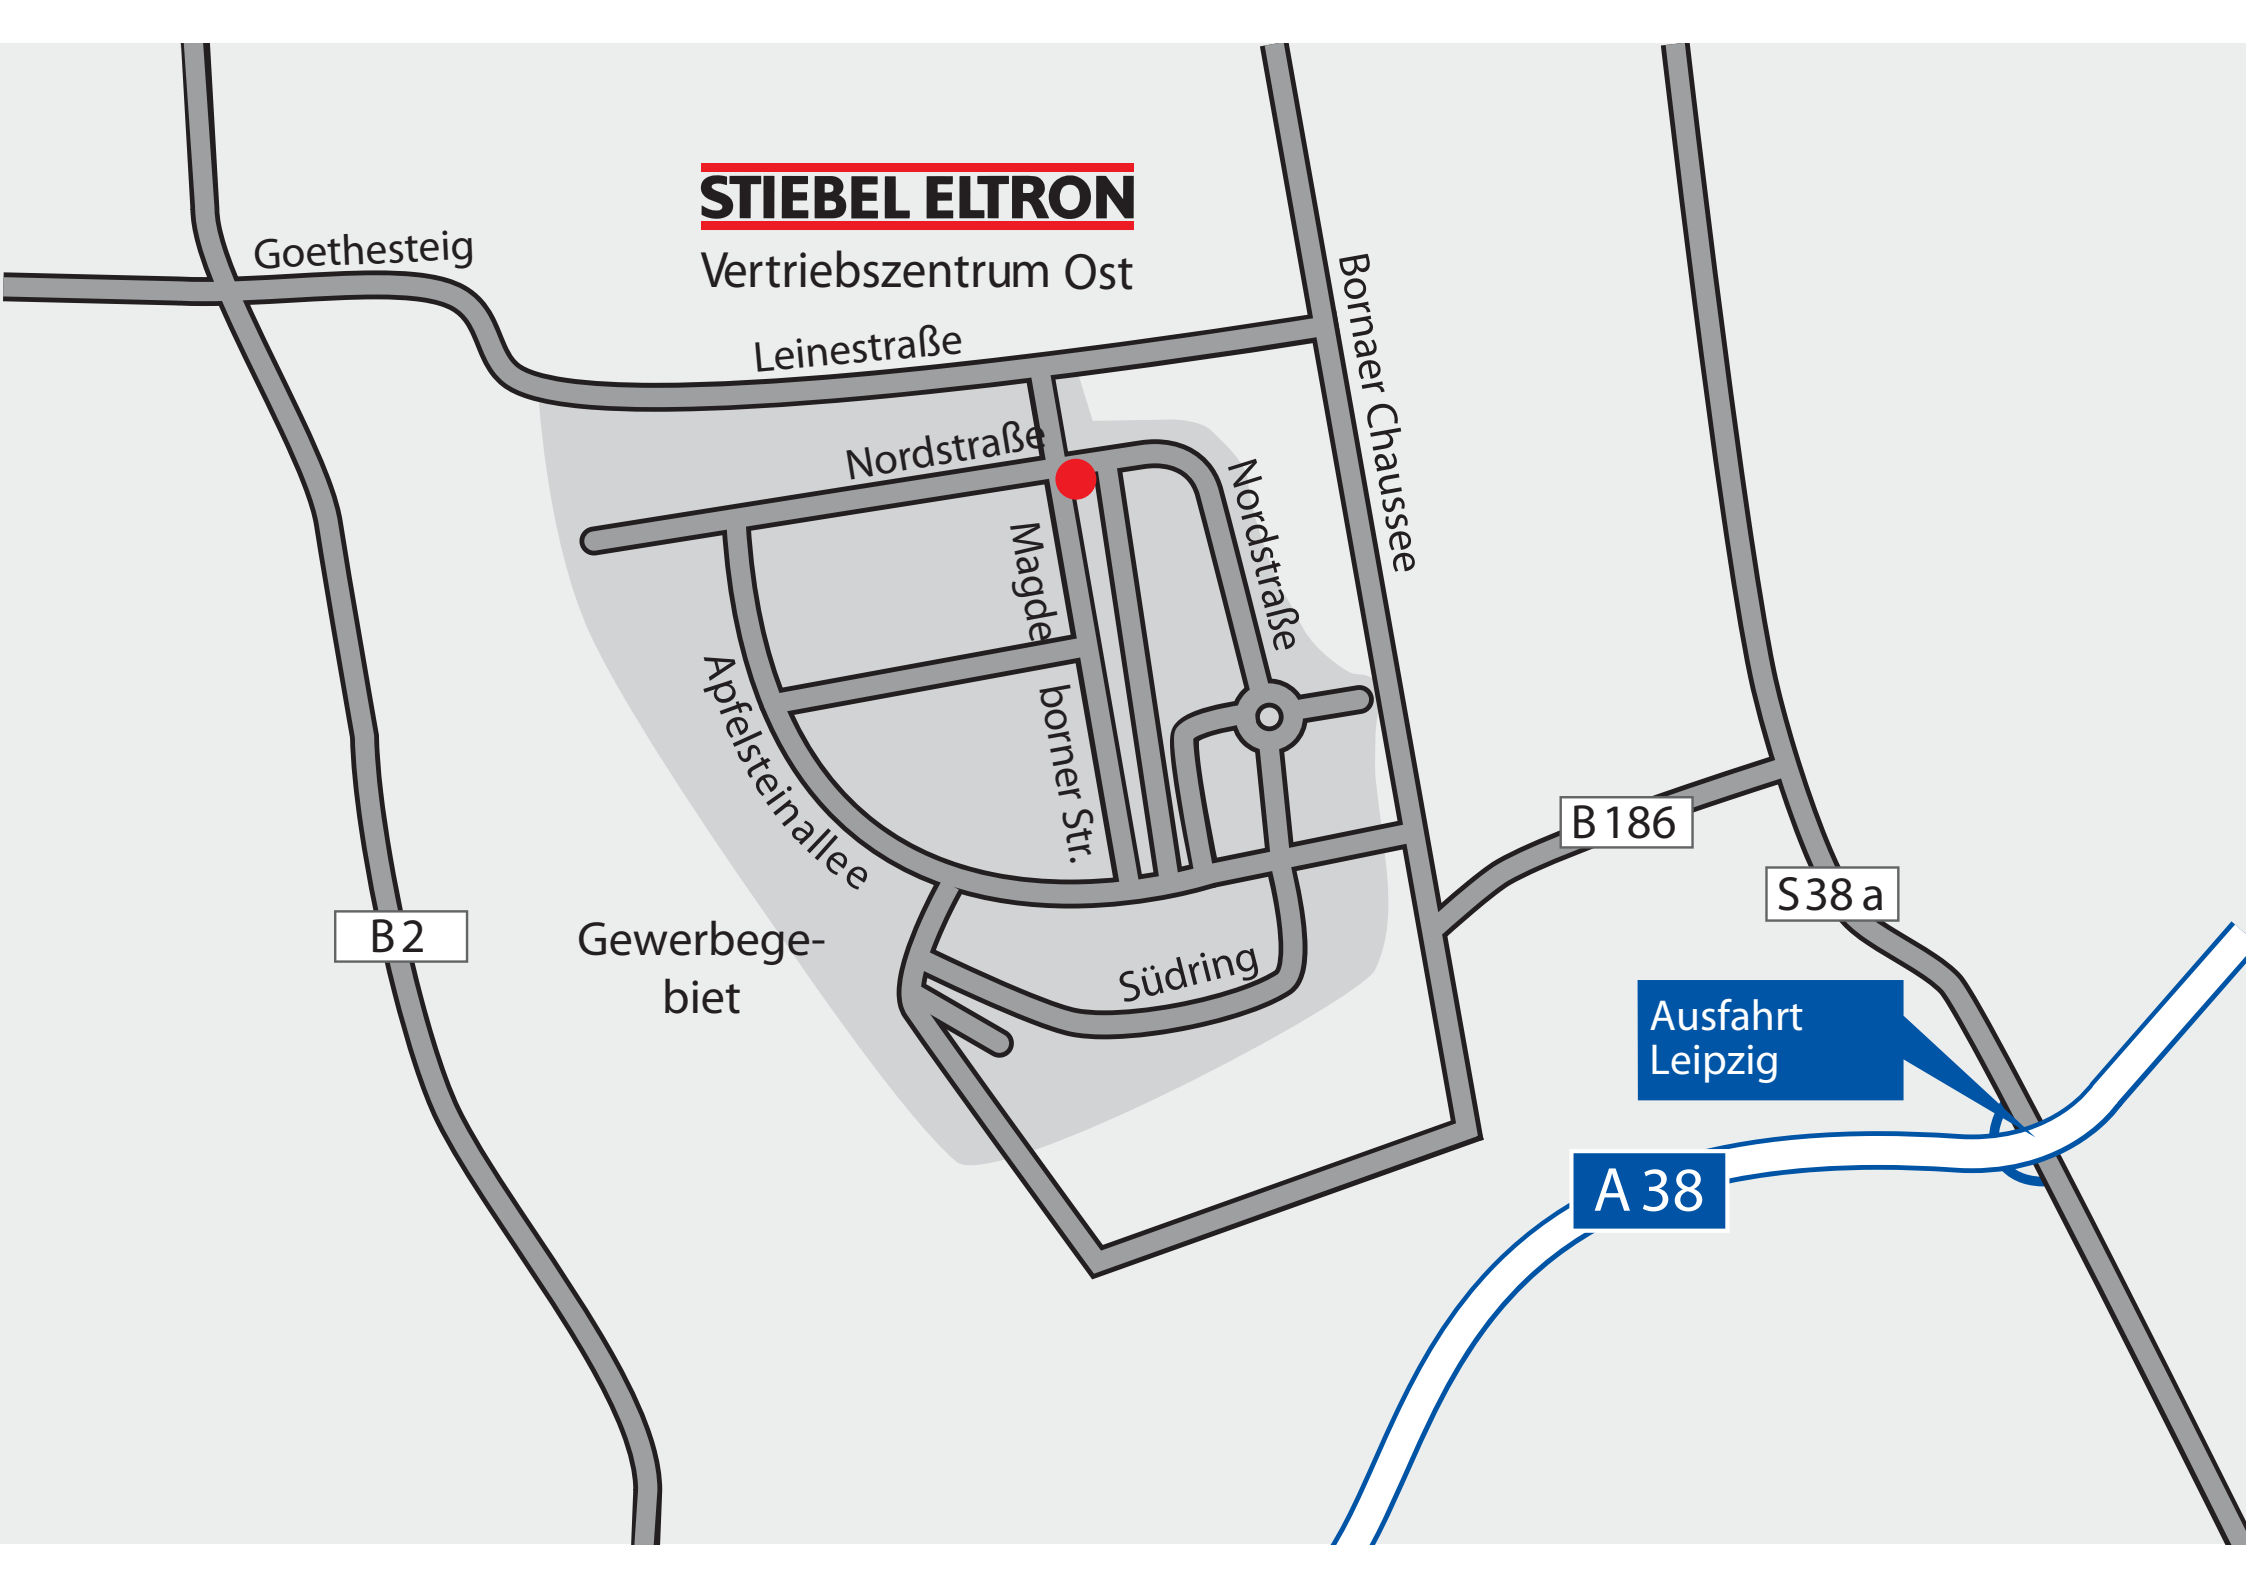 STIEBEL ELTRON
Vertriebszentrum Ost
Goethesteig
Leinestraße
Bornaer Chaussee
Nordstraße
Nordstraße
Magde
borner Str.
Apfelsteinallee
B 186
S 38 a
B 2
Gewerbege-
biet
Südring
Ausfahrt
Leipzig
A 38